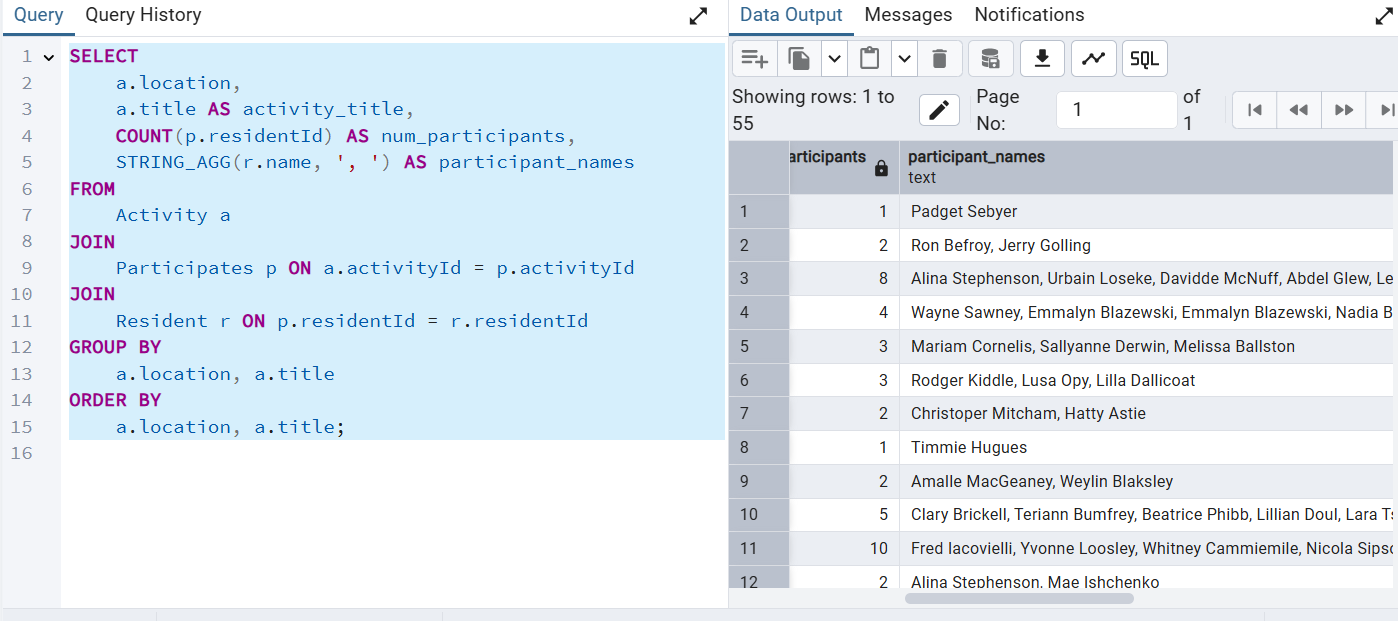 Query Query History
1 SELECT
2 a.location,
3 a.title AS activity_title,
4 COUNT(p.residentId) AS num_participants,
5 STRING_AGG(r.name, ', ') AS participant_names
6 FROM
7 Activity a
8 JOIN
9 Participates p ON a.activityId = p.activityId
10 JOIN
11 Resident r ON p.residentId = r.residentId
12 GROUP BY
13 a.location, a.title
14 ORDER BY
15 a.location, a.title;
16
Data Output Messages Notifications
SQL
Showing rows: 1 to 55
Page No: 1 of 1
articipants participant_names
text
1 1 Padget Sebyer
2 2 Ron Befroy, Jerry Golling
3 8 Alina Stephenson, Urbain Loseke, Davidde McNuff, Abdel Glew, Le
4 4 Wayne Sawney, Emmalyn Blazewski, Emmalyn Blazewski, Nadia B
5 3 Mariam Cornelis, Sallyanne Derwin, Melissa Ballston
6 3 Rodger Kiddle, Lusa Opy, Lilla Dallicoat
7 2 Christoper Mitcham, Hatty Astie
8 1 Timmie Hugues
9 2 Amalle MacGeaney, Weylin Blaksley
10 5 Clary Brickell, Teriann Bumfrey, Beatrice Phibb, Lillian Doul, Lara Ts
11 10 Fred Iacovielli, Yvonne Loosley, Whitney Cammiemile, Nicola Sipso
12 2 Alina Stephenson, Mae Ishchenko